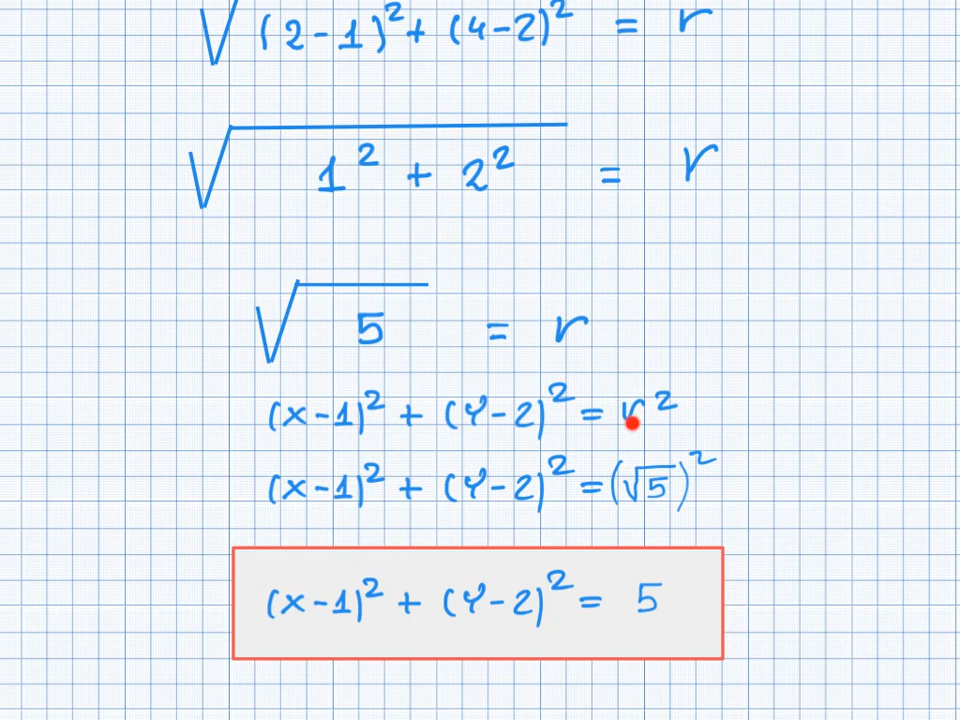 √(2-1)² + (4-2)² = r
√1² + 2² = r
√5 = r
(x-1)² + (y-2)² = r²
(x-1)² + (y-2)² = (√5)²
(x-1)² + (y-2)² = 5